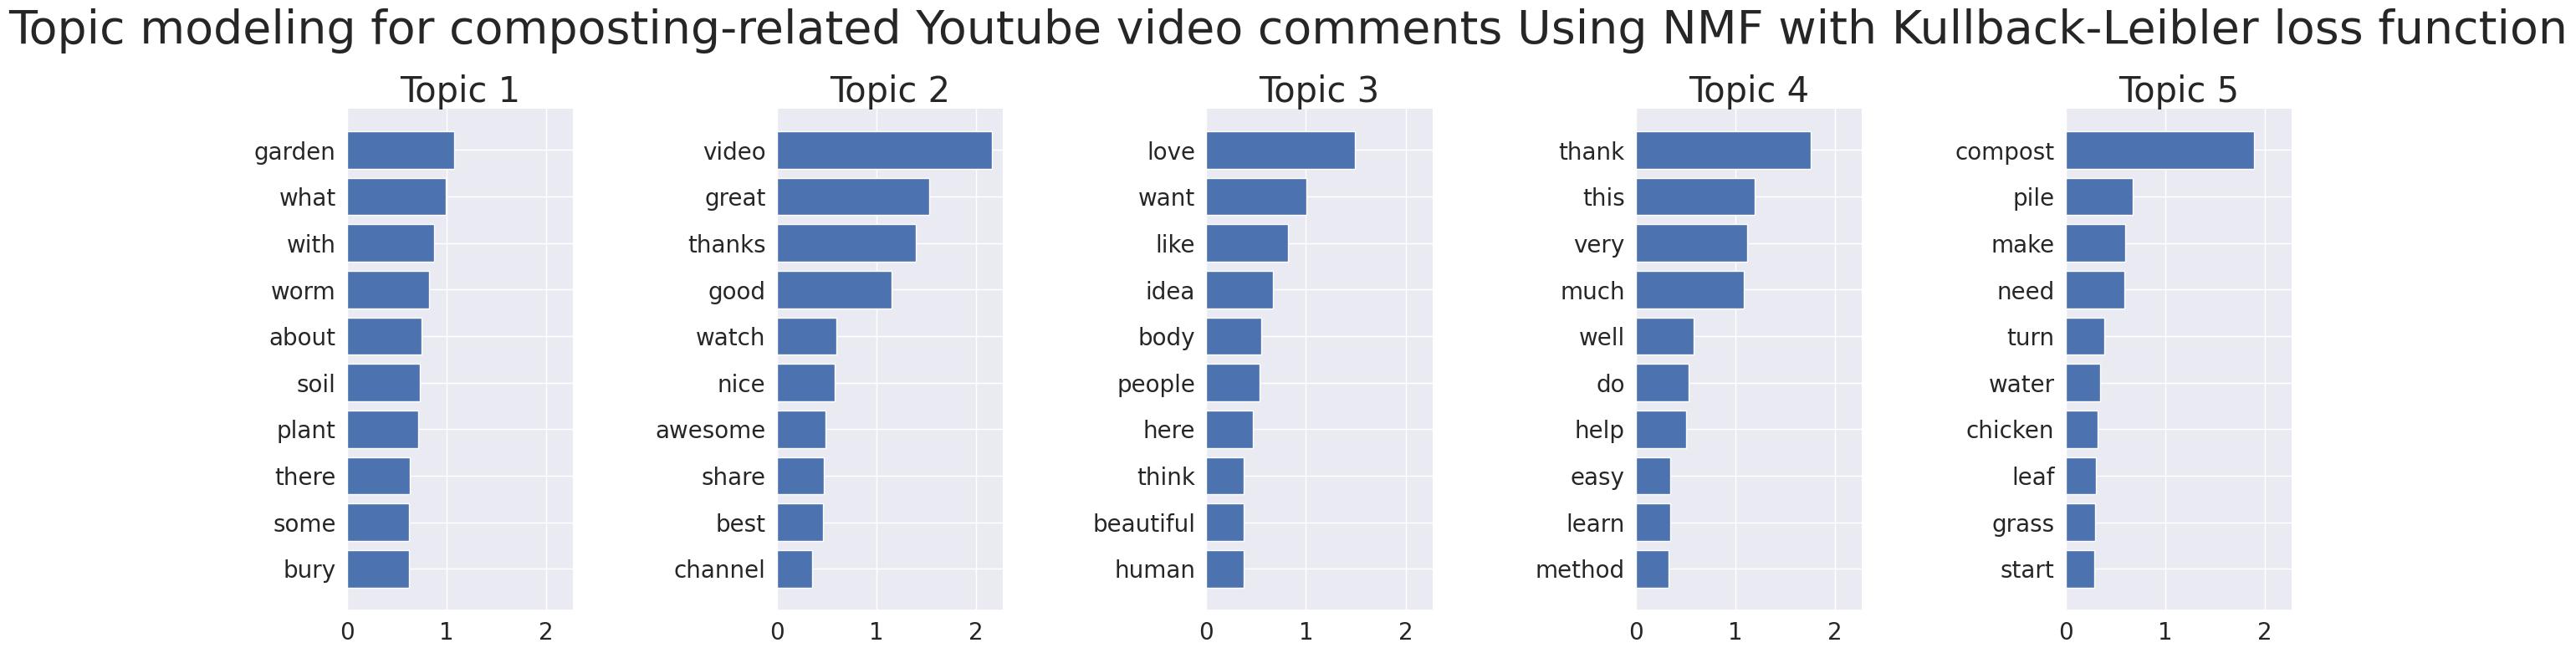 Topic modeling for composting-related Youtube video comments Using NMF with Kullback-Leibler loss function
Topic 1
garden
what
with
worm
about
soil
plant
there
some
bury
0 1 2
Topic 2
video
great
thanks
good
watch
nice
awesome
share
best
channel
0 1 2
Topic 3
love
want
like
idea
body
people
here
think
beautiful
human
0 1 2
Topic 4
thank
this
very
much
well
do
help
easy
learn
method
0 1 2
Topic 5
compost
pile
make
need
turn
water
chicken
leaf
grass
start
0 1 2